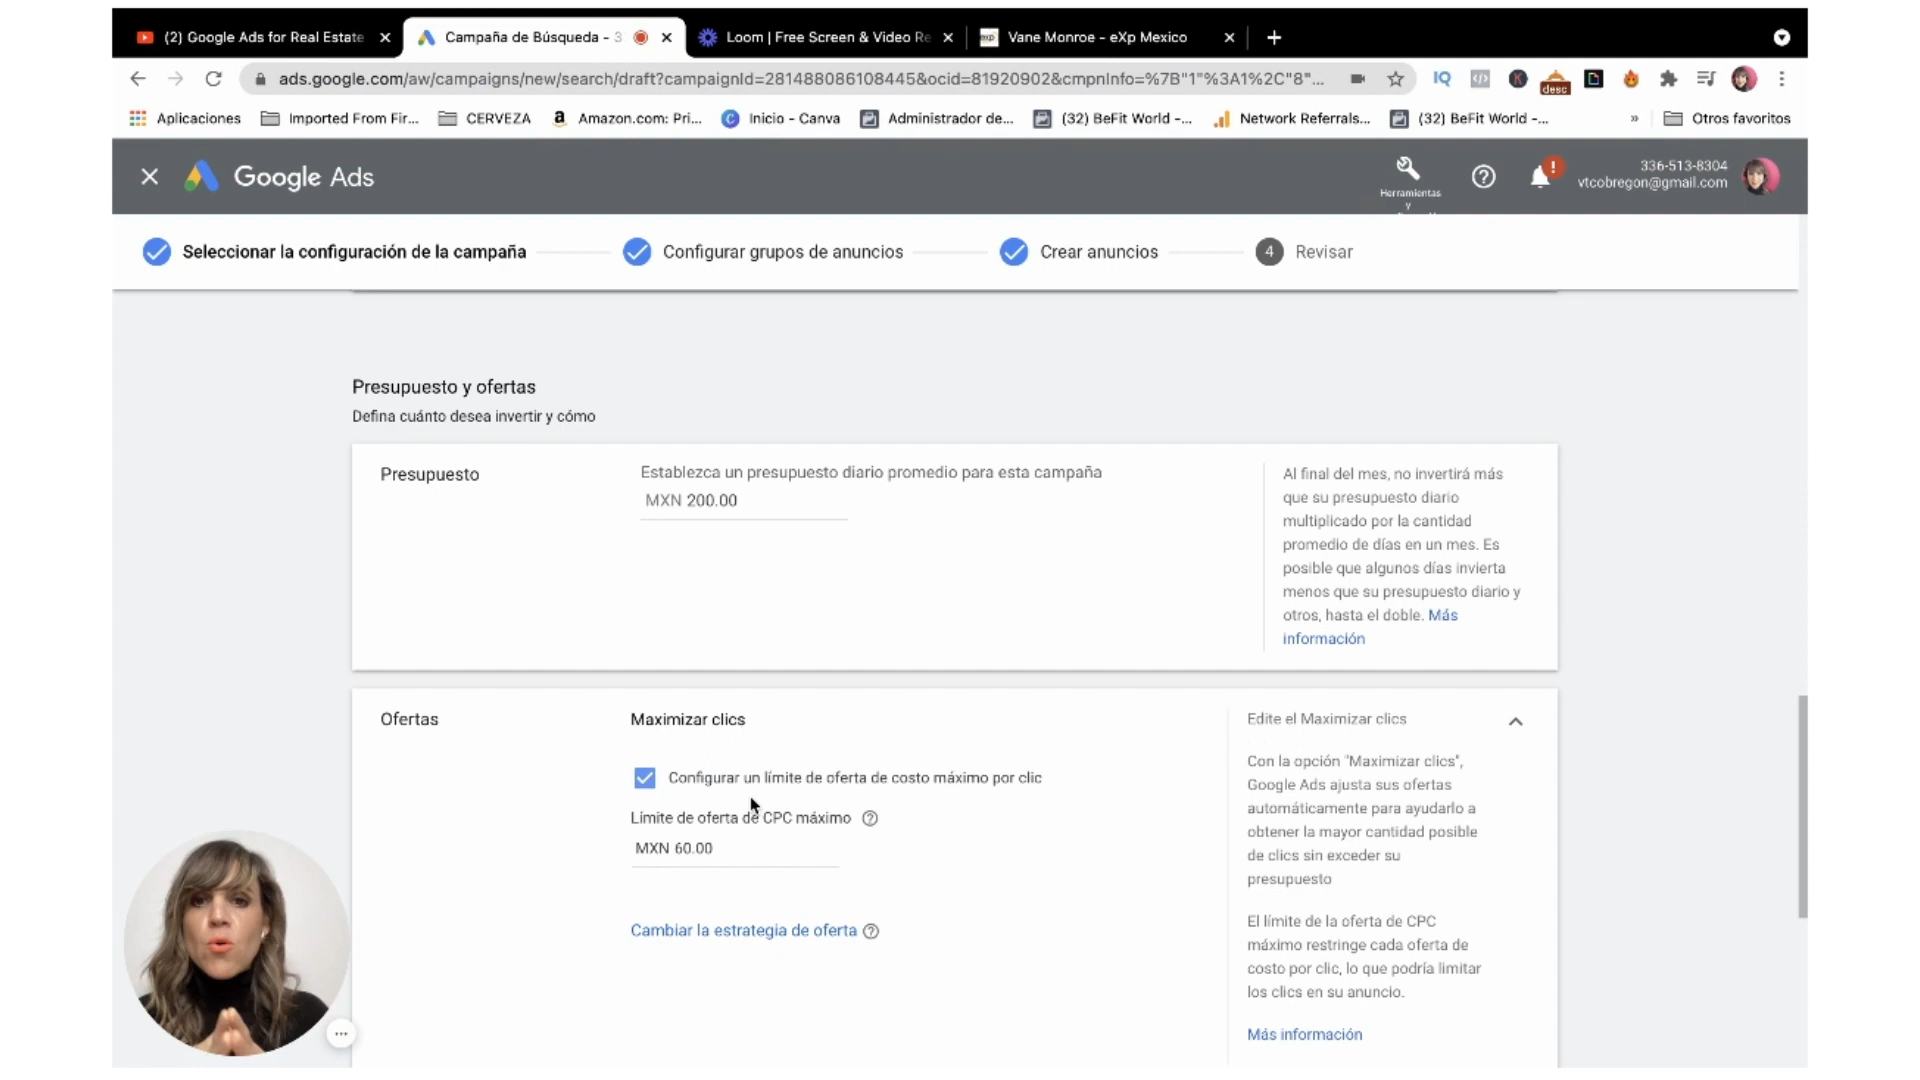 (2) Google Ads for Real Estate
Campaña de Búsqueda - 3
Loom | Free Screen & Video Re
Vane Monroe - eXp Mexico
ads.google.com/aw/campaigns/new/search/draft?campaignId=281488086108445&ocid=81920902&cmpnInfo=%7B"1"%3A1%2C"8"...
IQ
K
desc
Aplicaciones
Imported From Fir...
CERVEZA
Amazon.com: Pri...
Inicio - Canva
Administrador de...
(32) BeFit World -...
Network Referrals...
(32) BeFit World -...
»
Otros favoritos
Google Ads
Herramientas
y
336-513-8304
vtcobregon@gmail.com
Seleccionar la configuración de la campaña
Configurar grupos de anuncios
Crear anuncios
4 Revisar
Presupuesto y ofertas
Defina cuánto desea invertir y cómo
Presupuesto
Establezca un presupuesto diario promedio para esta campaña
MXN 200.00
Al final del mes, no invertirá más
que su presupuesto diario
multiplicado por la cantidad
promedio de días en un mes. Es
posible que algunos días invierta
menos que su presupuesto diario y
otros, hasta el doble. Más
información
Ofertas
Maximizar clics
Configurar un límite de oferta de costo máximo por clic
Límite de oferta de CPC máximo
MXN 60.00
Cambiar la estrategia de oferta
Edite el Maximizar clics
Con la opción "Maximizar clics",
Google Ads ajusta sus ofertas
automáticamente para ayudarlo a
obtener la mayor cantidad posible
de clics sin exceder su
presupuesto
El límite de la oferta de CPC
máximo restringe cada oferta de
costo por clic, lo que podría limitar
los clics en su anuncio.
Más información